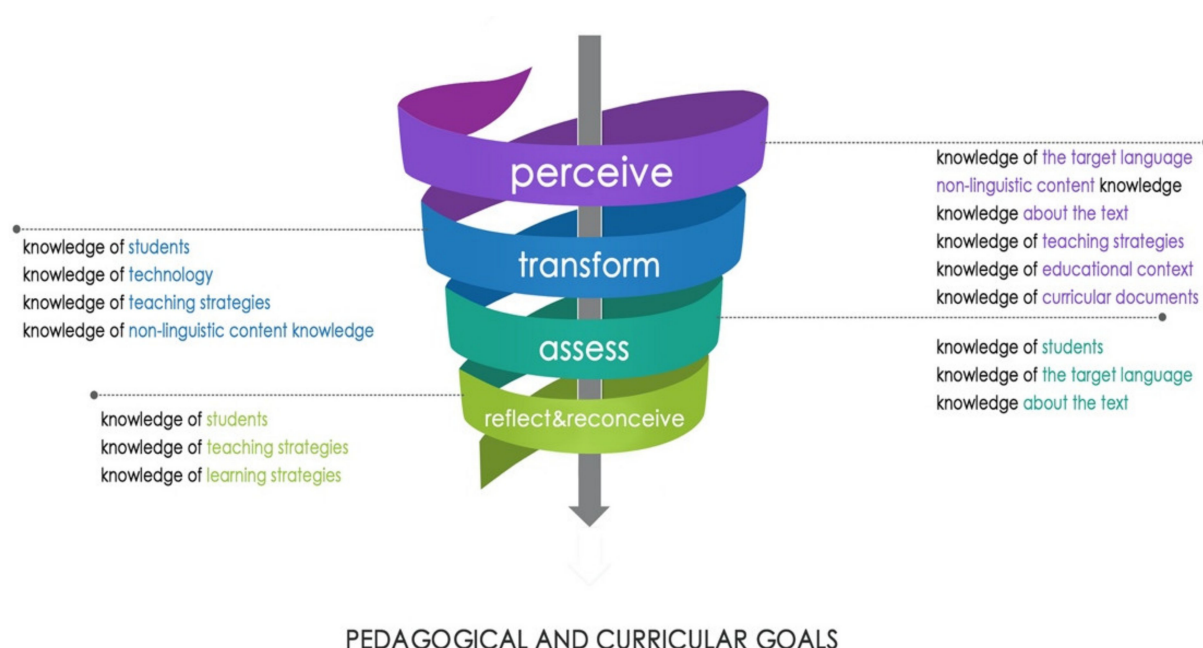 perceive
knowledge of the target language
non-linguistic content knowledge
knowledge about the text
knowledge of teaching strategies
knowledge of educational context
knowledge of curricular documents
transform
knowledge of students
knowledge of technology
knowledge of teaching strategies
knowledge of non-linguistic content knowledge
assess
knowledge of students
knowledge of the target language
knowledge about the text
reflect&reconceive
knowledge of students
knowledge of teaching strategies
knowledge of learning strategies
PEDAGOGICAL AND CURRICULAR GOALS